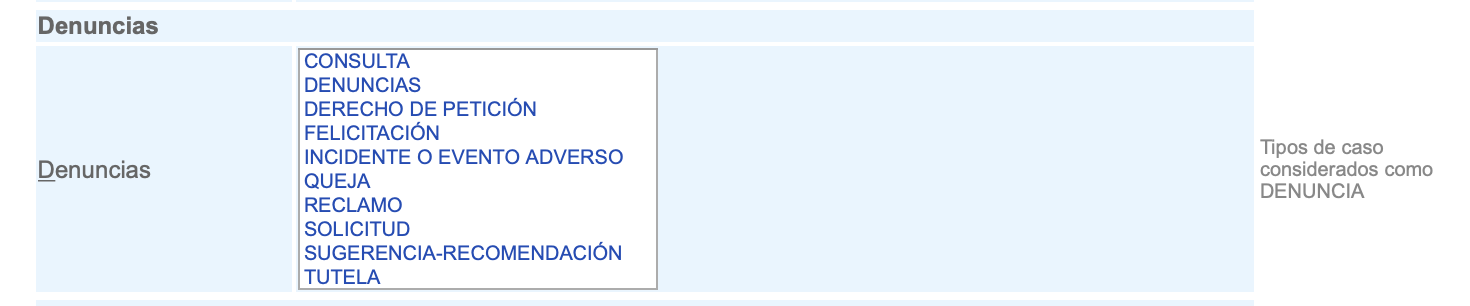 Denuncias
Denuncias
CONSULTA
DENUNCIAS
DERECHO DE PETICIÓN
FELICITACIÓN
INCIDENTE O EVENTO ADVERSO
QUEJA
RECLAMO
SOLICITUD
SUGERENCIA-RECOMENDACIÓN
TUTELA
Tipos de caso
considerados como
DENUNCIA